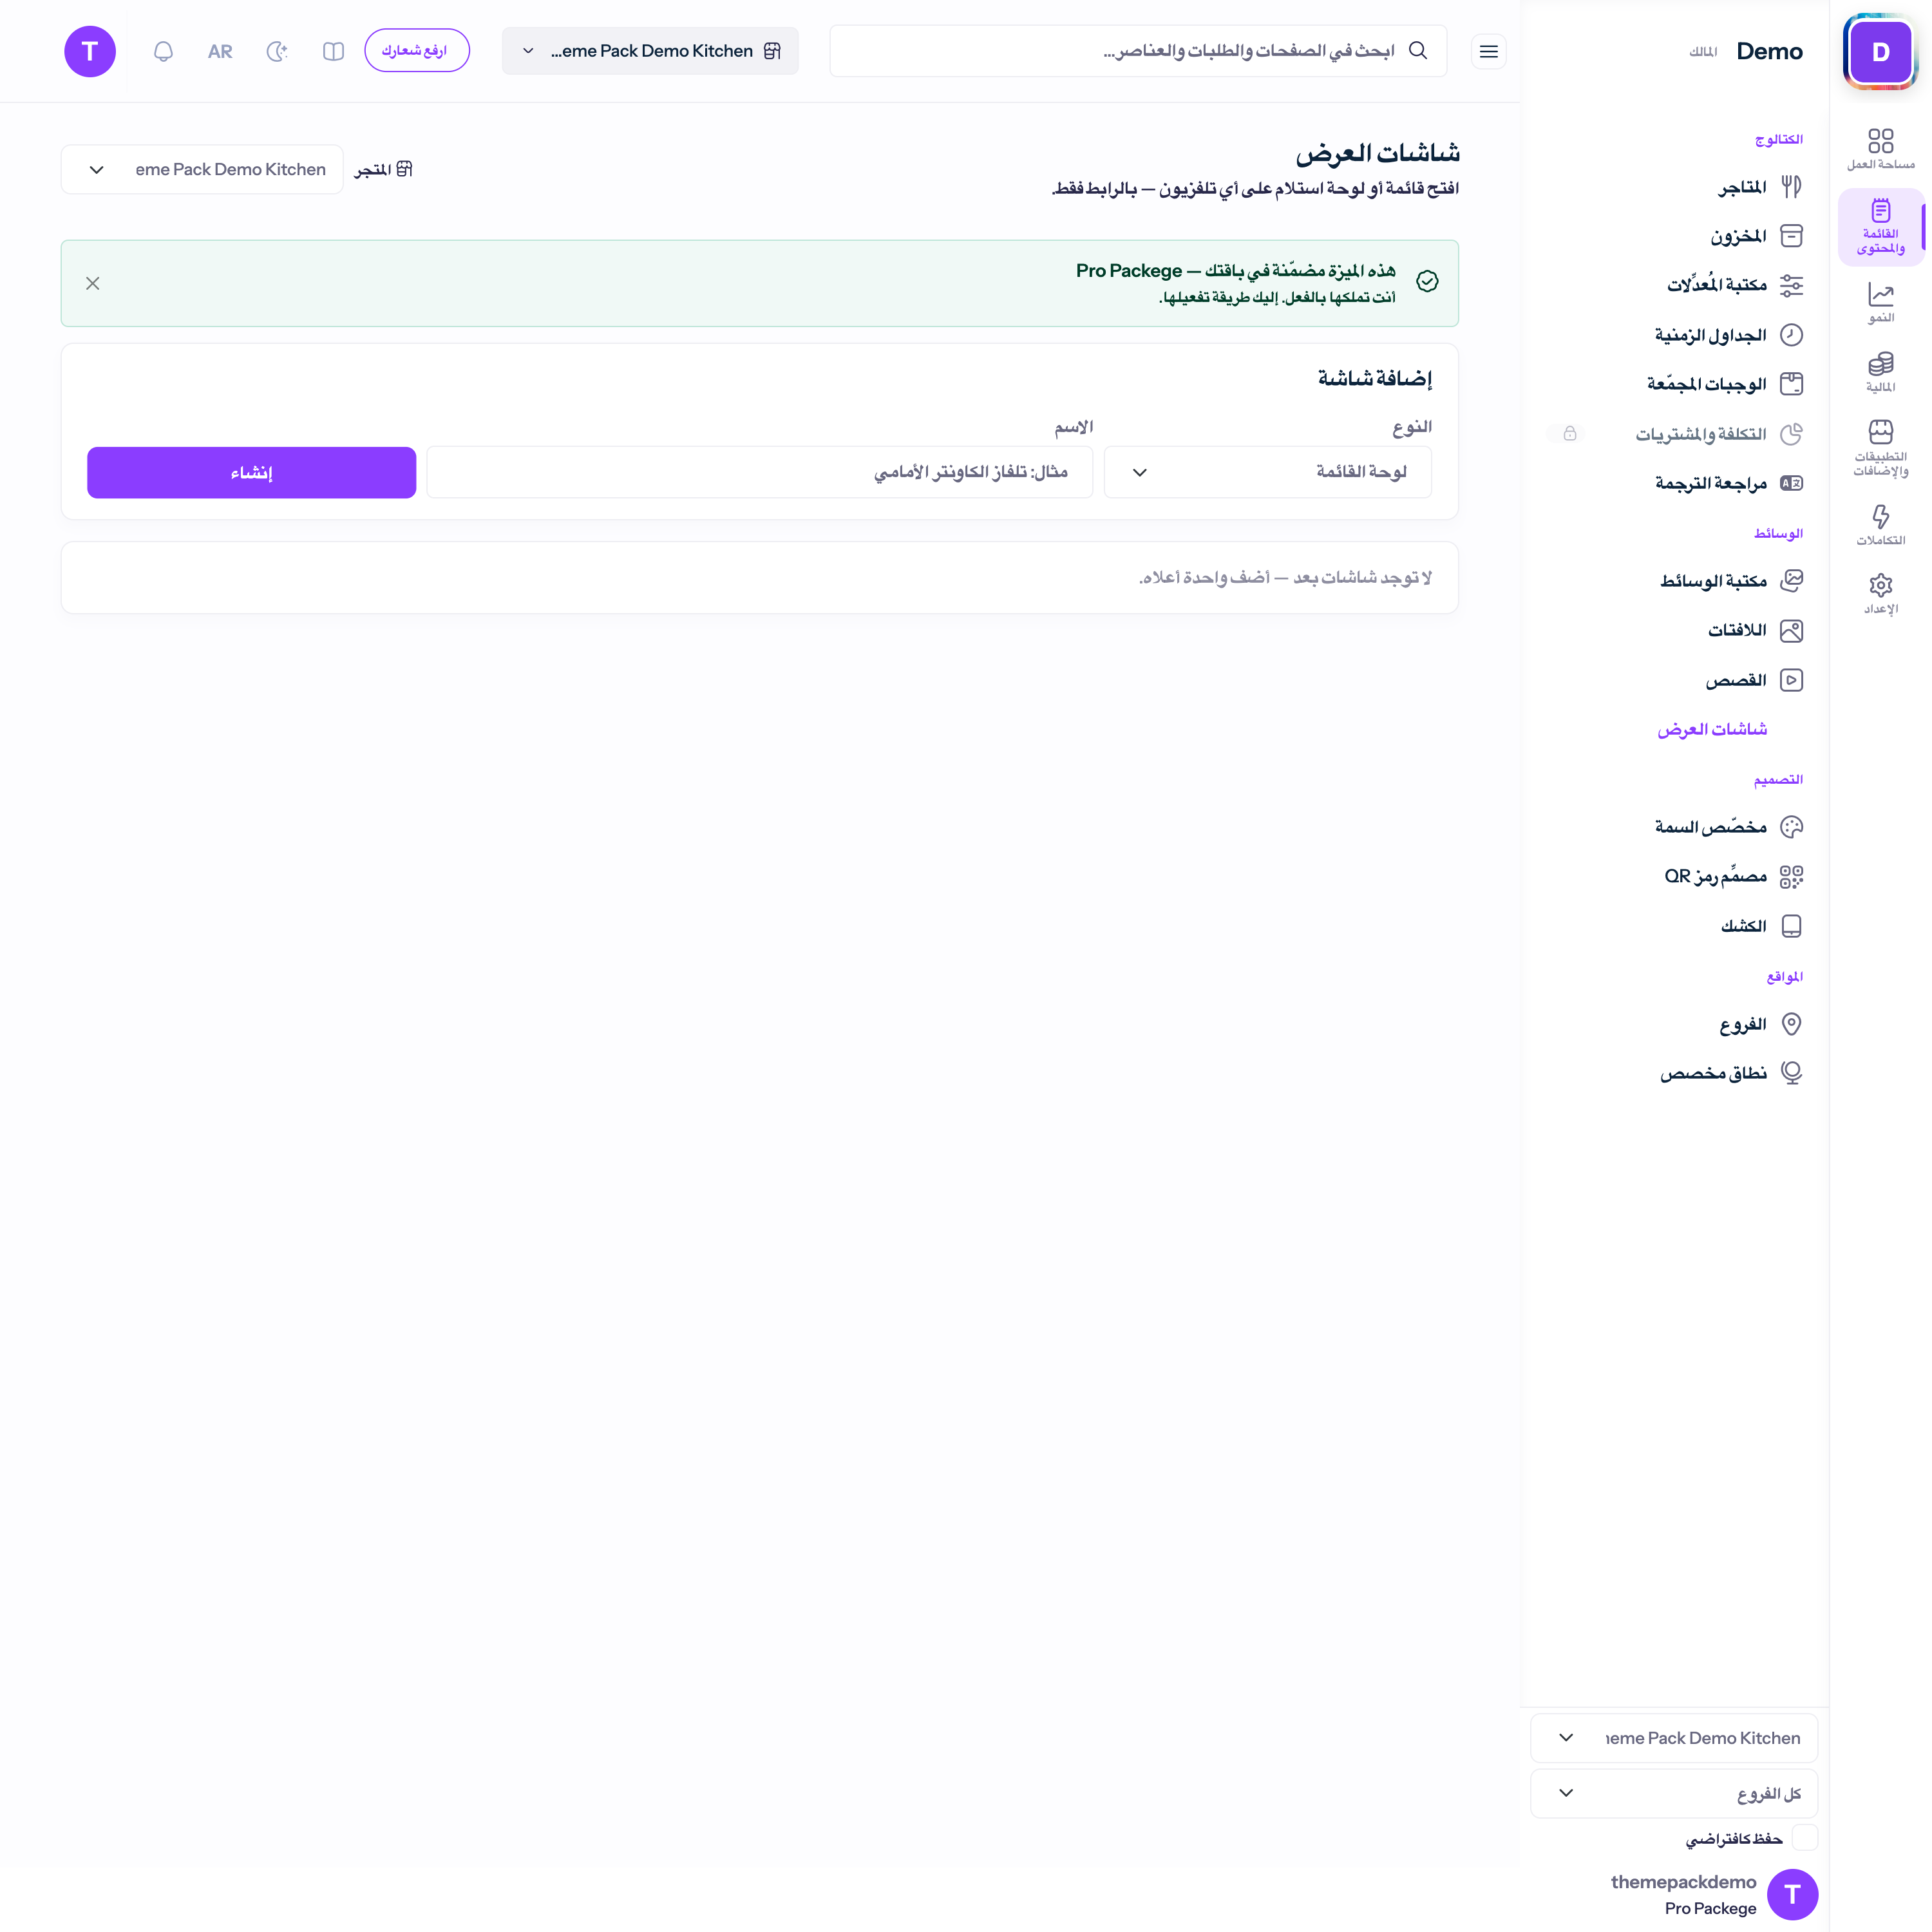 D
مساحة العمل
القائمة
والمحتوى
النمو
المالية
التطبيقات
والإضافات
التكاملات
الإعداد
Demo المالك
الكتالوج
المتاجر
المخزون
مكتبة المُعدِّلات
الجداول الزمنية
الوجبات المجمّعة
التكلفة والمشتريات
مراجعة الترجمة
الوسائط
مكتبة الوسائط
اللافتات
القصص
شاشات العرض
التصميم
مخصّص السمة
مصمِّم رمز QR
الكشك
المواقع
الفروع
نطاق مخصص
eme Pack Demo Kitchen
كل الفروع
حفظ كافتراضي
T
themepackdemo
Pro Packege
ابحث في الصفحات والطلبات والعناصر...
eme Pack Demo Kitchen...
ارفع شعارك
AR
T
شاشات العرض
افتح قائمة أو لوحة استلام على أي تلفزيون — بالرابط فقط.
المتجر
eme Pack Demo Kitchen
هذه الميزة مضمّنة في باقتك — Pro Packege
أنت تملكها بالفعل. إليك طريقة تفعيلها.
إضافة شاشة
النوع
الاسم
لوحة القائمة
مثال: تلفاز الكاونتر الأمامي
إنشاء
لا توجد شاشات بعد — أضف واحدة أعلاه.